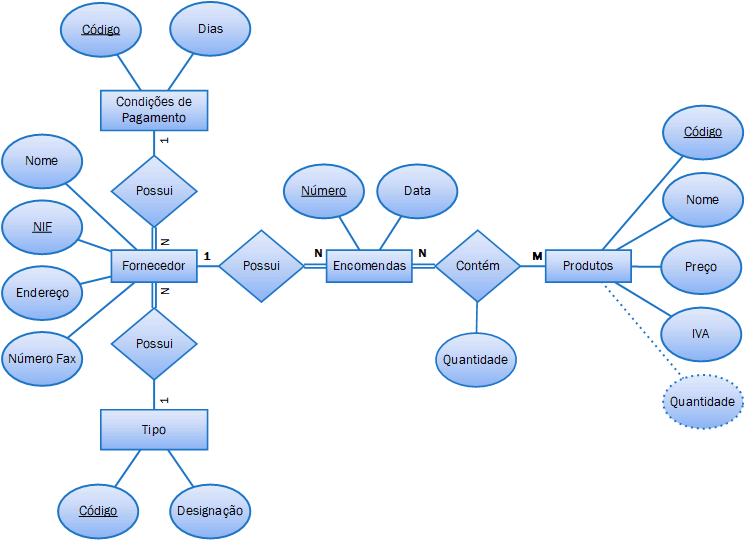 Código
Dias
Condições de
Pagamento
1
Possui
N
Nome
NIF
Endereço
Número Fax
Fornecedor
1
Possui
N
Número
Data
Encomendas
N
Contém
Quantidade
M
Produtos
Código
Nome
Preço
IVA
Quantidade
N
Possui
1
Tipo
Código
Designação